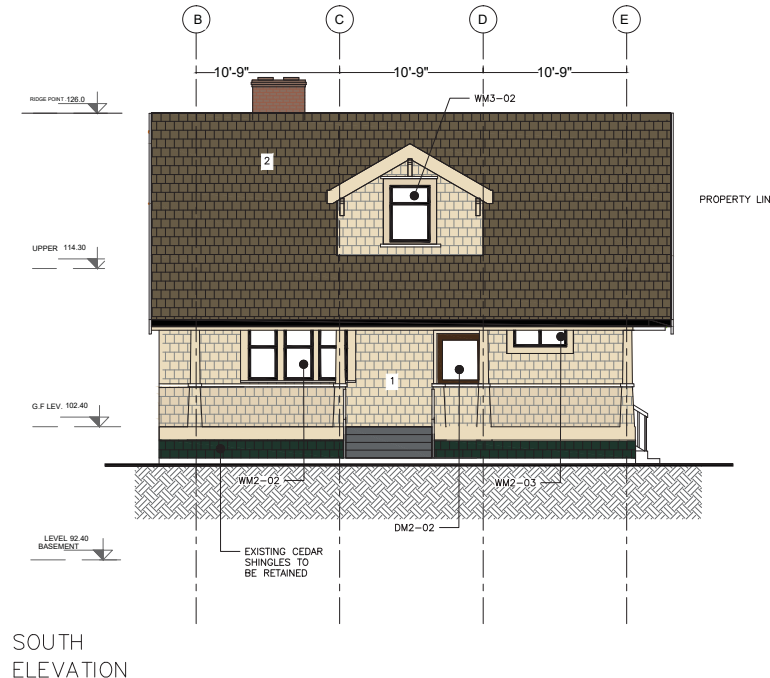 B C D E
10'-9" 10'-9" 10'-9"
RIDGE POINT 126.0
WM3-02
2
PROPERTY LIN
UPPER 114.30
1
G.F LEV. 102.40
WM2-02
WM2-03
DM2-02
LEVEL 92.40
BASEMENT
EXISTING CEDAR
SHINGLES TO
BE RETAINED
SOUTH
ELEVATION